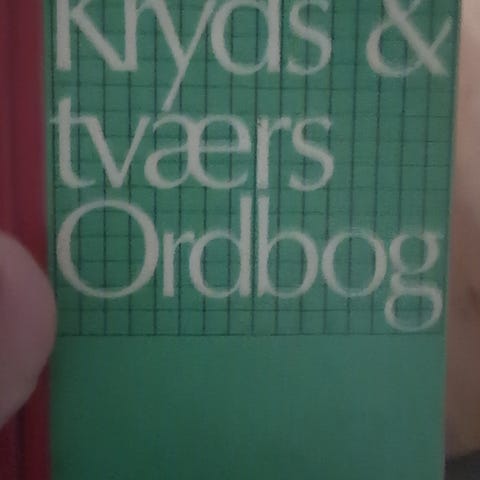 kryds &
tværs
Ordbog